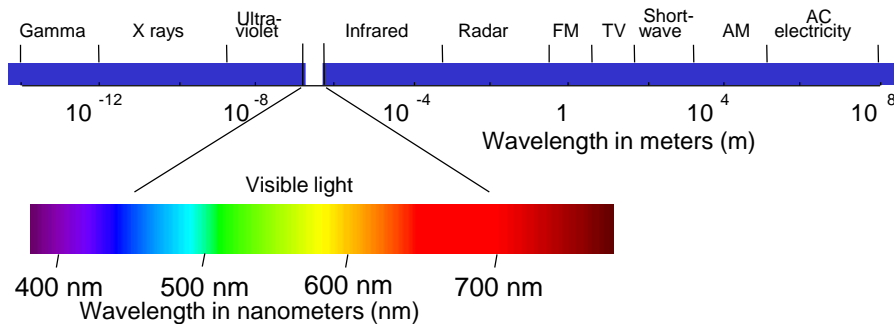 Gamma X rays Ultra-
violet Infrared Radar FM TV Short-
wave AM AC
electricity
10 -12 10 -8 10 -4 1 10 4 10 8
Wavelength in meters (m)
Visible light
400 nm 500 nm 600 nm 700 nm
Wavelength in nanometers (nm)